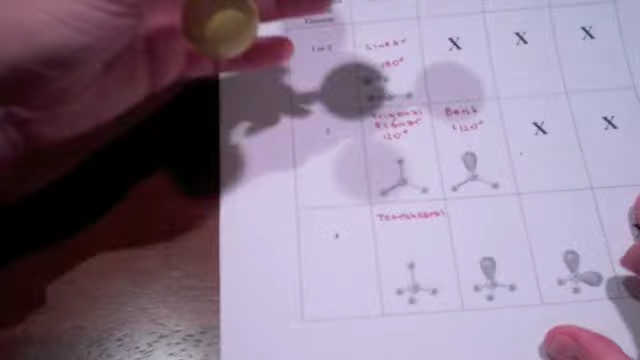 Linear
X
X
X
180°
Trigonal
Planar
120°
Bent
<120°
X
X
Tetrahedral